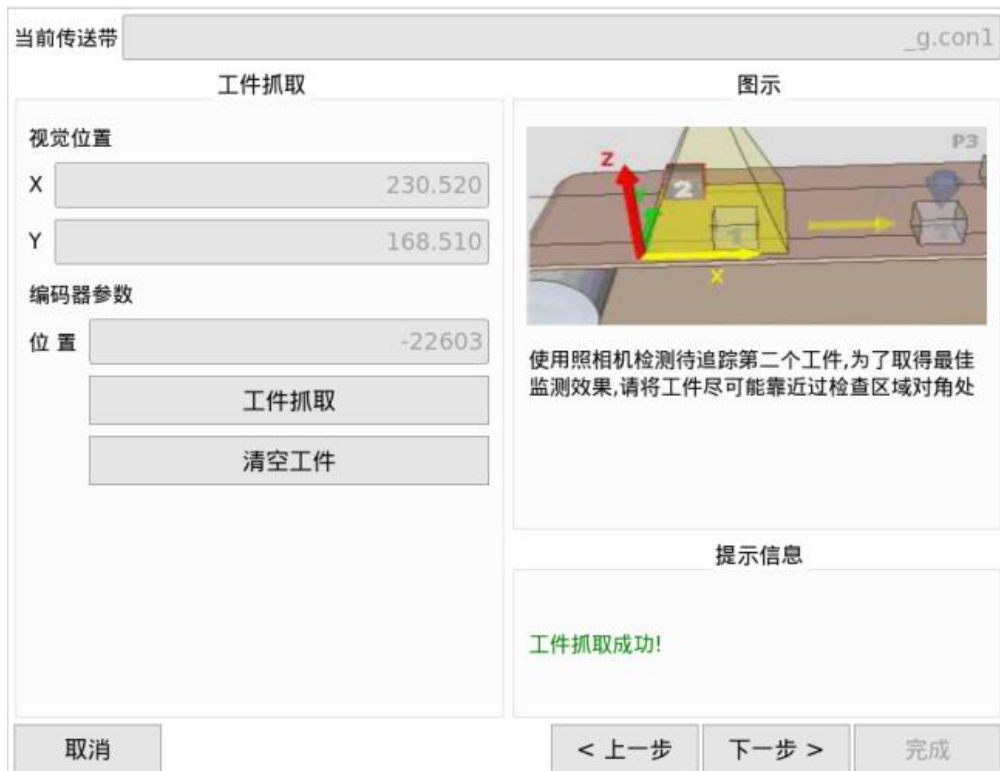 当前传送带 _g.con1
工件抓取
视觉位置
X 230.520
Y 168.510
编码器参数
位 置 -22603
工件抓取
清空工件
图示
Z
P3
2
1
X
使用照相机检测待追踪第二个工件,为了取得最佳
监测效果,请将工件尽可能靠近过检查区域对角处
提示信息
工件抓取成功!
取消
< 上一步
下一步 >
完成